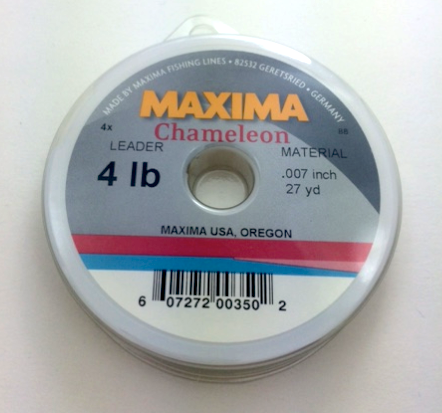 MADE BY MAXIMA FISHING LINES • 82532 GERETSRIED • GERMANY
MAXIMA
4x
Chameleon
LEADER
MATERIAL
4 lb
.007 inch
27 yd
MAXIMA USA, OREGON
6 07272 00350 2